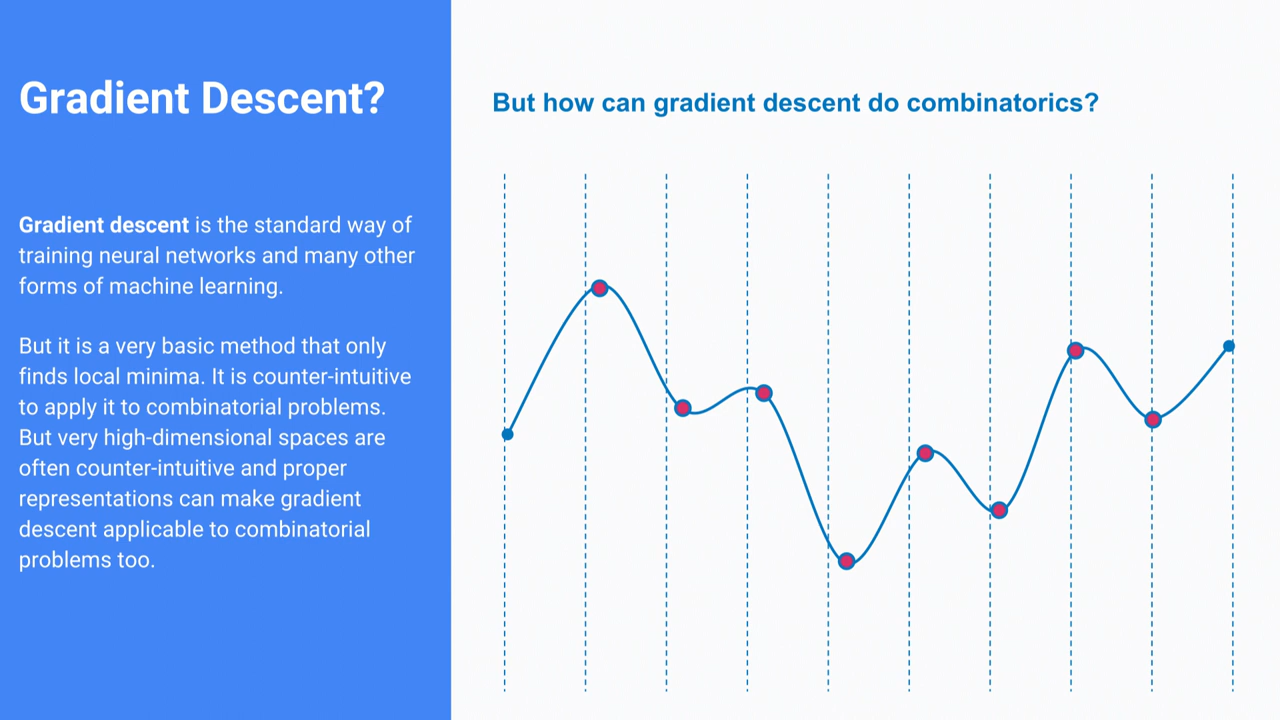 Gradient Descent?
Gradient descent is the standard way of
training neural networks and many other
forms of machine learning.
But it is a very basic method that only
finds local minima. It is counter-intuitive
to apply it to combinatorial problems.
But very high-dimensional spaces are
often counter-intuitive and proper
representations can make gradient
descent applicable to combinatorial
problems too.
But how can gradient descent do combinatorics?